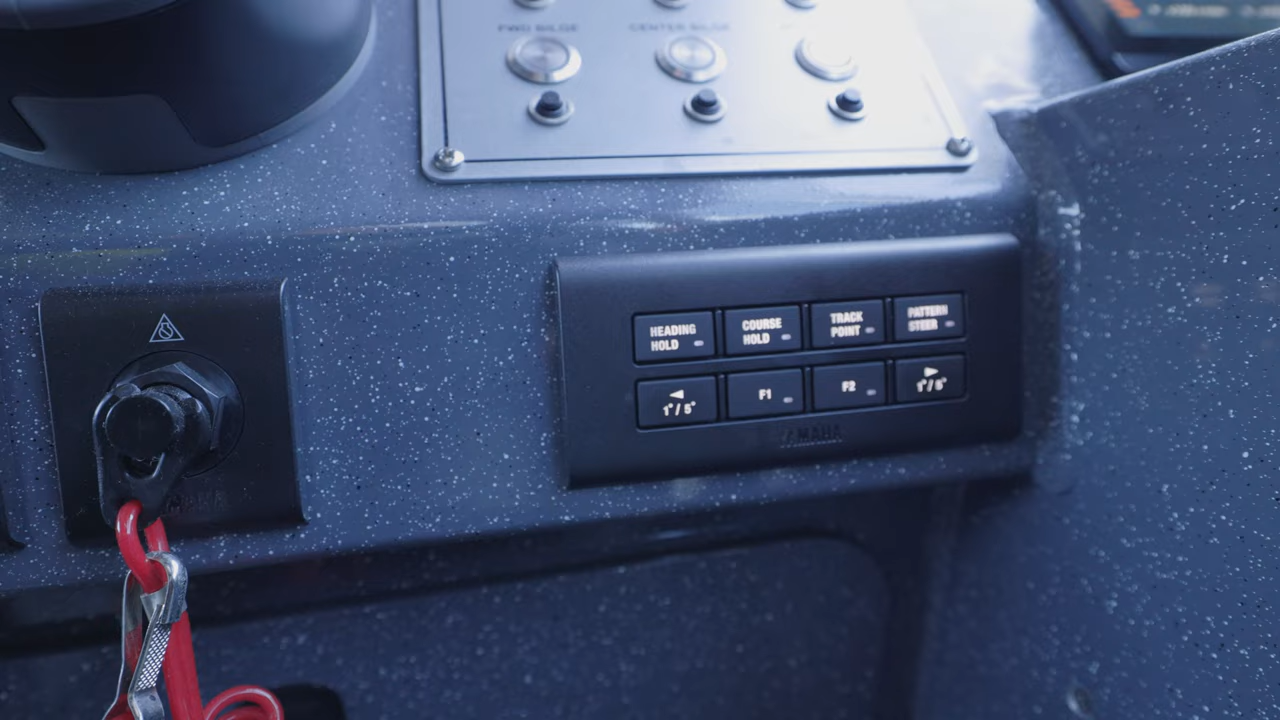 FWD BILGE
CENTER BILGE
HEADING
HOLD
COURSE
HOLD
TRACK
POINT
PATTERN
STEER
1°/5°
F1
F2
1°/5°
YAMAHA
YAMAHA